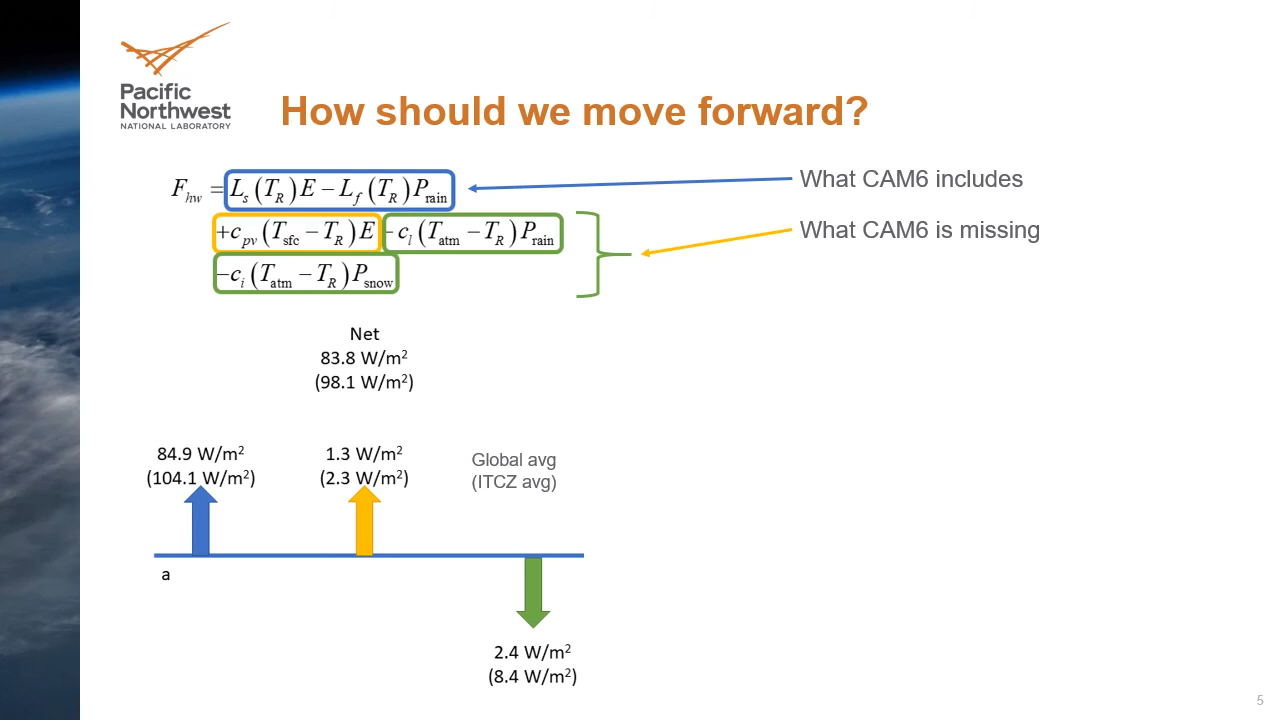 Pacific
Northwest
NATIONAL LABORATORY
How should we move forward?
F_hw = L_s (T_R) E − L_f (T_R) P_rain
+c_pv (T_sfc − T_R) E −c_l (T_atm − T_R) P_rain
−c_i (T_atm − T_R) P_snow
What CAM6 includes
What CAM6 is missing
Net
83.8 W/m²
(98.1 W/m²)
84.9 W/m²
(104.1 W/m²)
1.3 W/m²
(2.3 W/m²)
Global avg
(ITCZ avg)
a
2.4 W/m²
(8.4 W/m²)
5